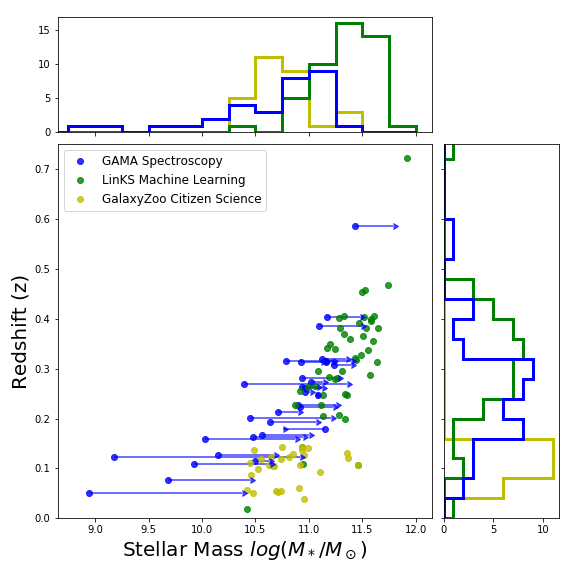 15
10
5
0
GAMA Spectroscopy
LinKS Machine Learning
GalaxyZoo Citizen Science
0.7
0.6
0.5
0.4
0.3
0.2
0.1
0.0
Redshift (z)
9.0 9.5 10.0 10.5 11.0 11.5 12.0
0 5 10
Stellar Mass log(M*/M⊙)